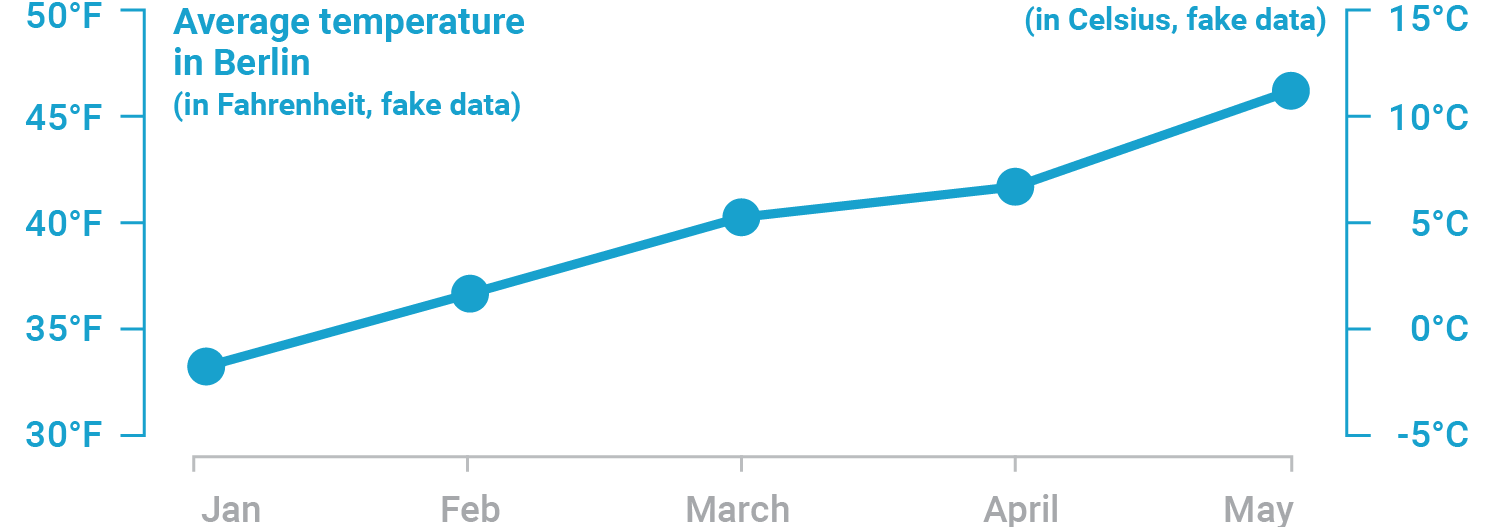 50°F
Average temperature
in Berlin
(in Fahrenheit, fake data)
(in Celsius, fake data)
15°C
45°F
10°C
40°F
5°C
35°F
0°C
30°F
-5°C
Jan
Feb
March
April
May